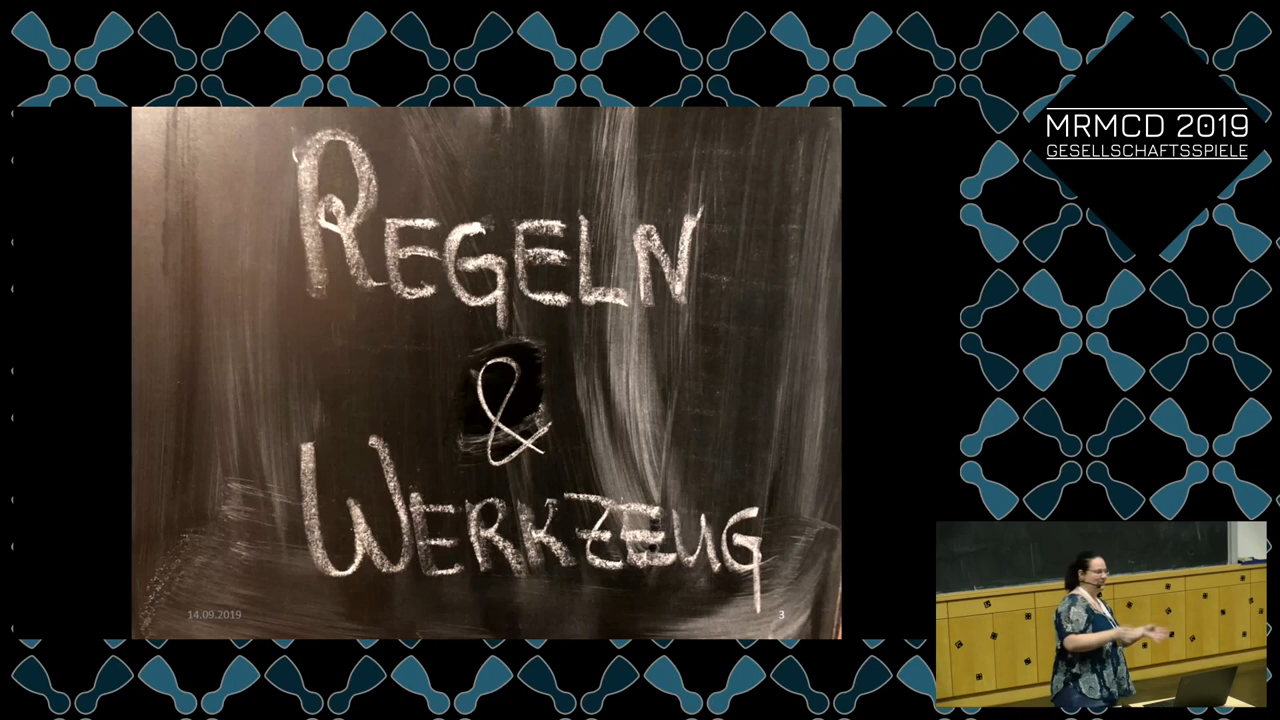 MRMCD 2019
GESELLSCHAFTSSPIELE
REGELN
&
WERKZEUG
14.09.2019
3